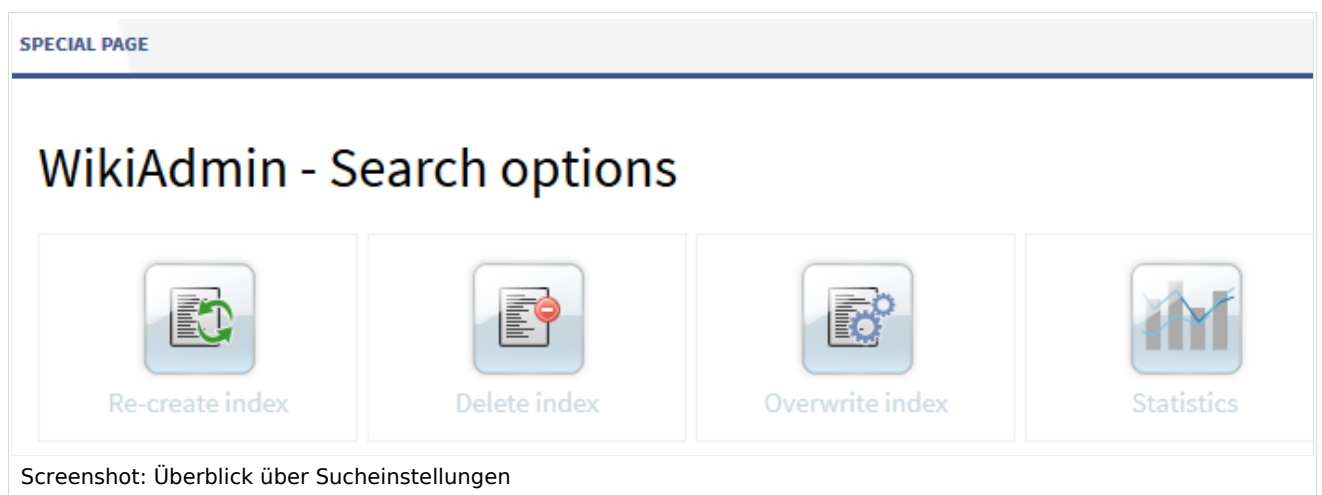 SPECIAL PAGE
WikiAdmin - Search options
Re-create index
Delete index
Overwrite index
Statistics
Screenshot: Überblick über Sucheinstellungen